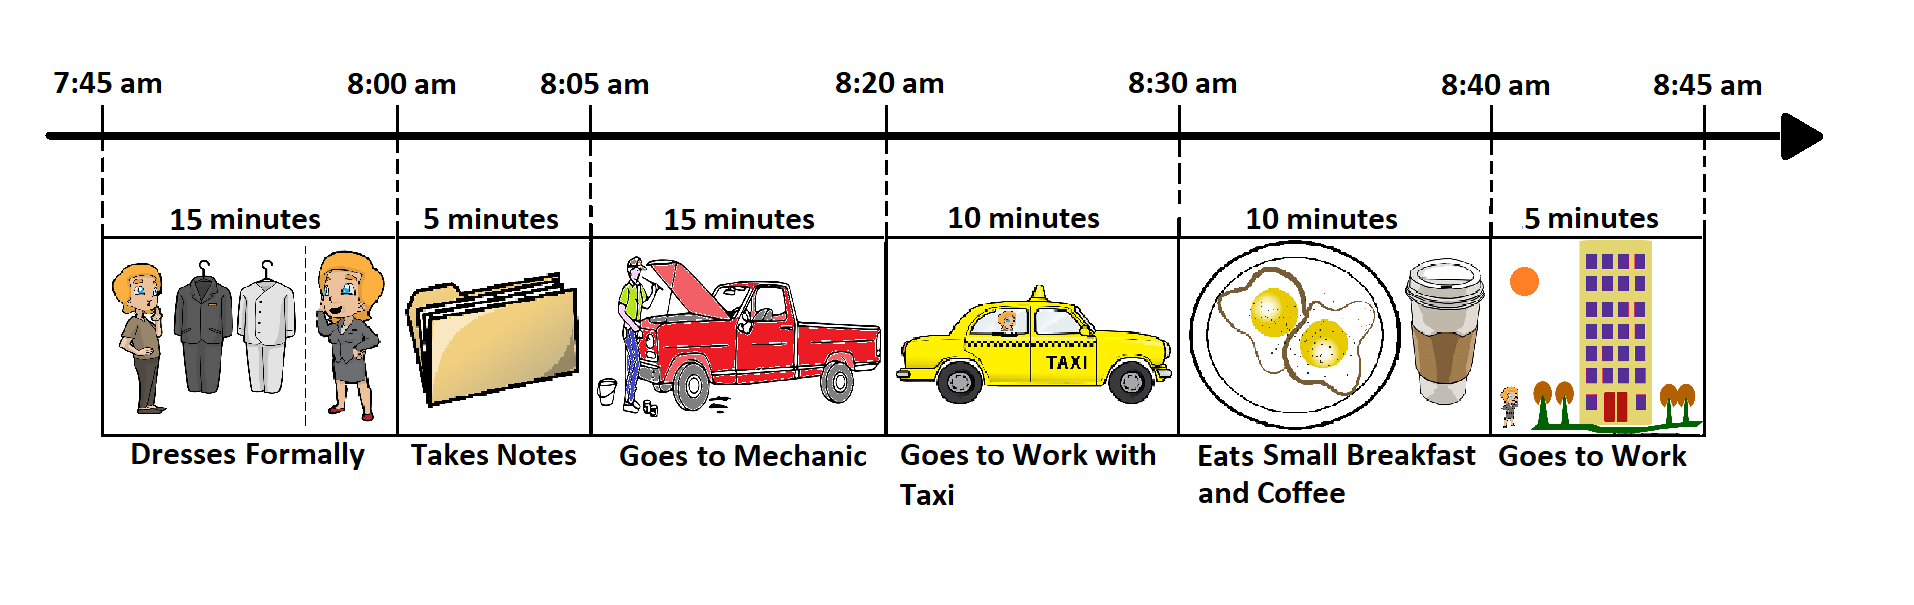 7:45 am
8:00 am
8:05 am
8:20 am
8:30 am
8:40 am
8:45 am
15 minutes
5 minutes
15 minutes
10 minutes
10 minutes
5 minutes
TAXI
Dresses Formally
Takes Notes
Goes to Mechanic
Goes to Work with
Taxi
Eats Small Breakfast
and Coffee
Goes to Work